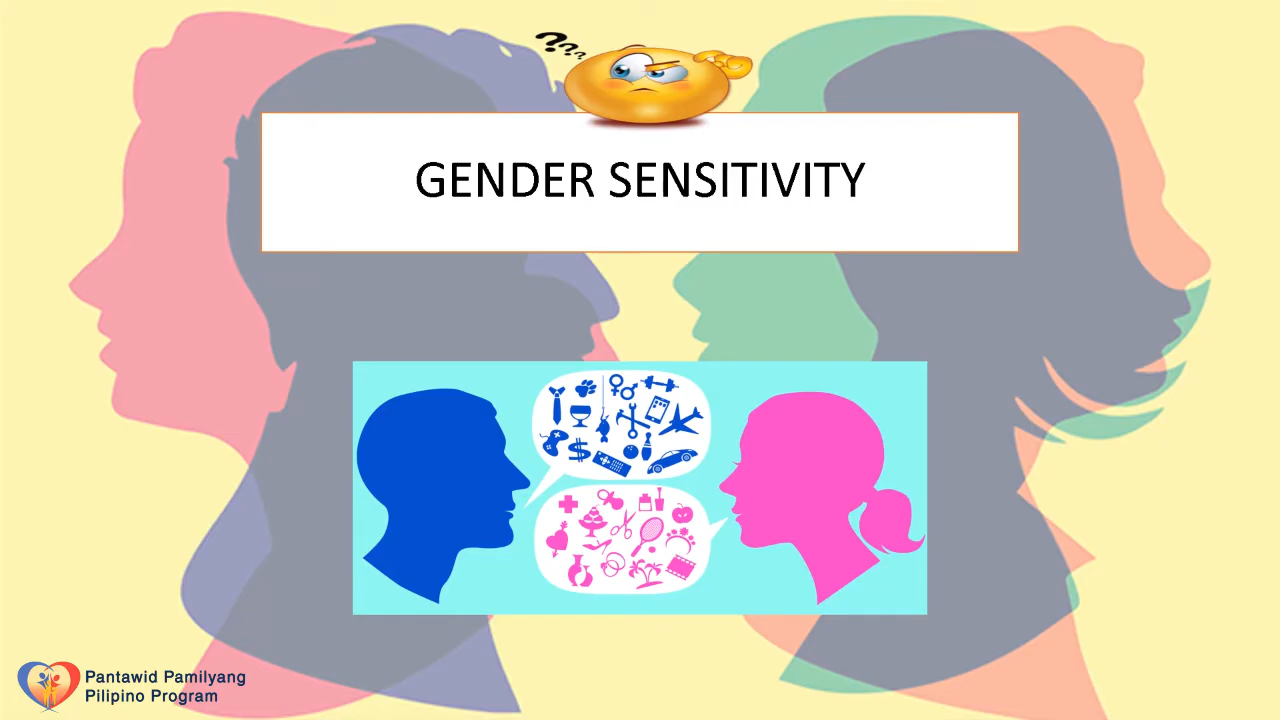 ???
GENDER SENSITIVITY
$
Pantawid Pamilyang
Pilipino Program